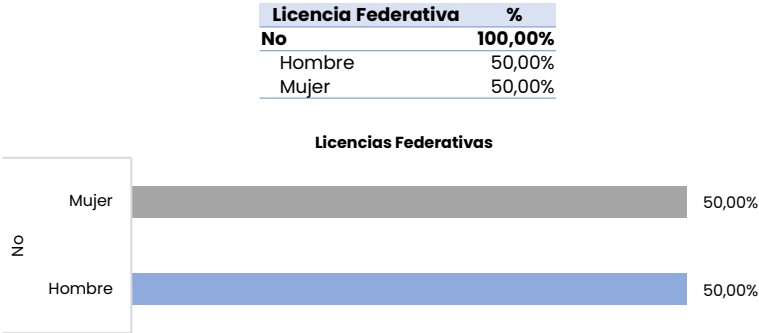 Licencia Federativa %
No 100,00%
Hombre 50,00%
Mujer 50,00%
Licencias Federativas
Mujer 50,00%
No
Hombre 50,00%